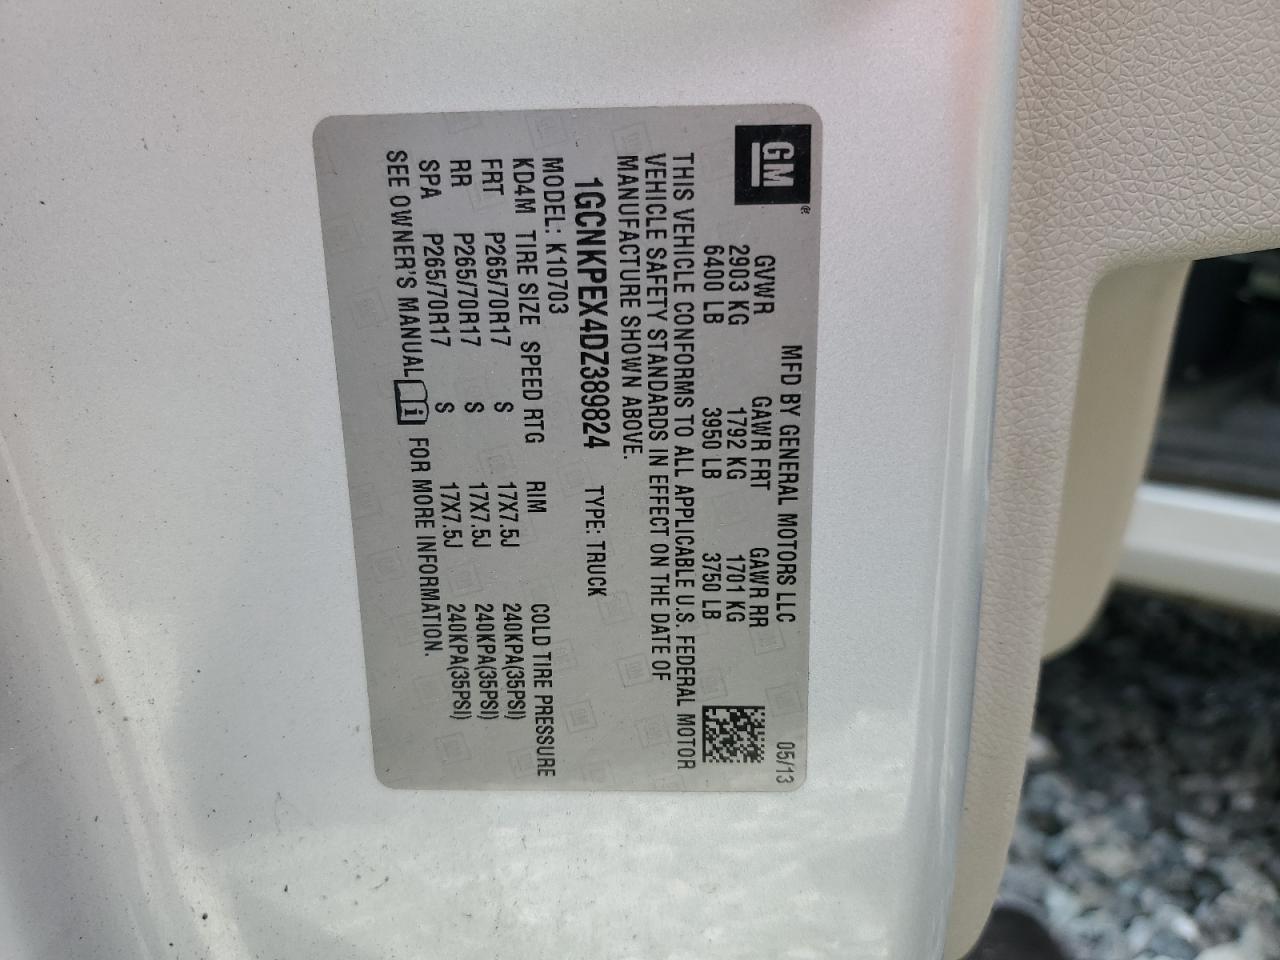 GM®
MFD BY GENERAL MOTORS LLC 05/13
GVWR GAWR FRT GAWR RR
2903 KG 1792 KG 1701 KG
6400 LB 3950 LB 3750 LB
THIS VEHICLE CONFORMS TO ALL APPLICABLE U.S. FEDERAL MOTOR
VEHICLE SAFETY STANDARDS IN EFFECT ON THE DATE OF
MANUFACTURE SHOWN ABOVE.
1GCNKPEX4DZ389824 TYPE: TRUCK
MODEL: K10703
KD4M TIRE SIZE SPEED RTG RIM COLD TIRE PRESSURE
FRT P265/70R17 S 17X7.5J 240KPA(35PSI)
RR P265/70R17 S 17X7.5J 240KPA(35PSI)
SPA P265/70R17 S 17X7.5J 240KPA(35PSI)
SEE OWNER'S MANUAL i FOR MORE INFORMATION.